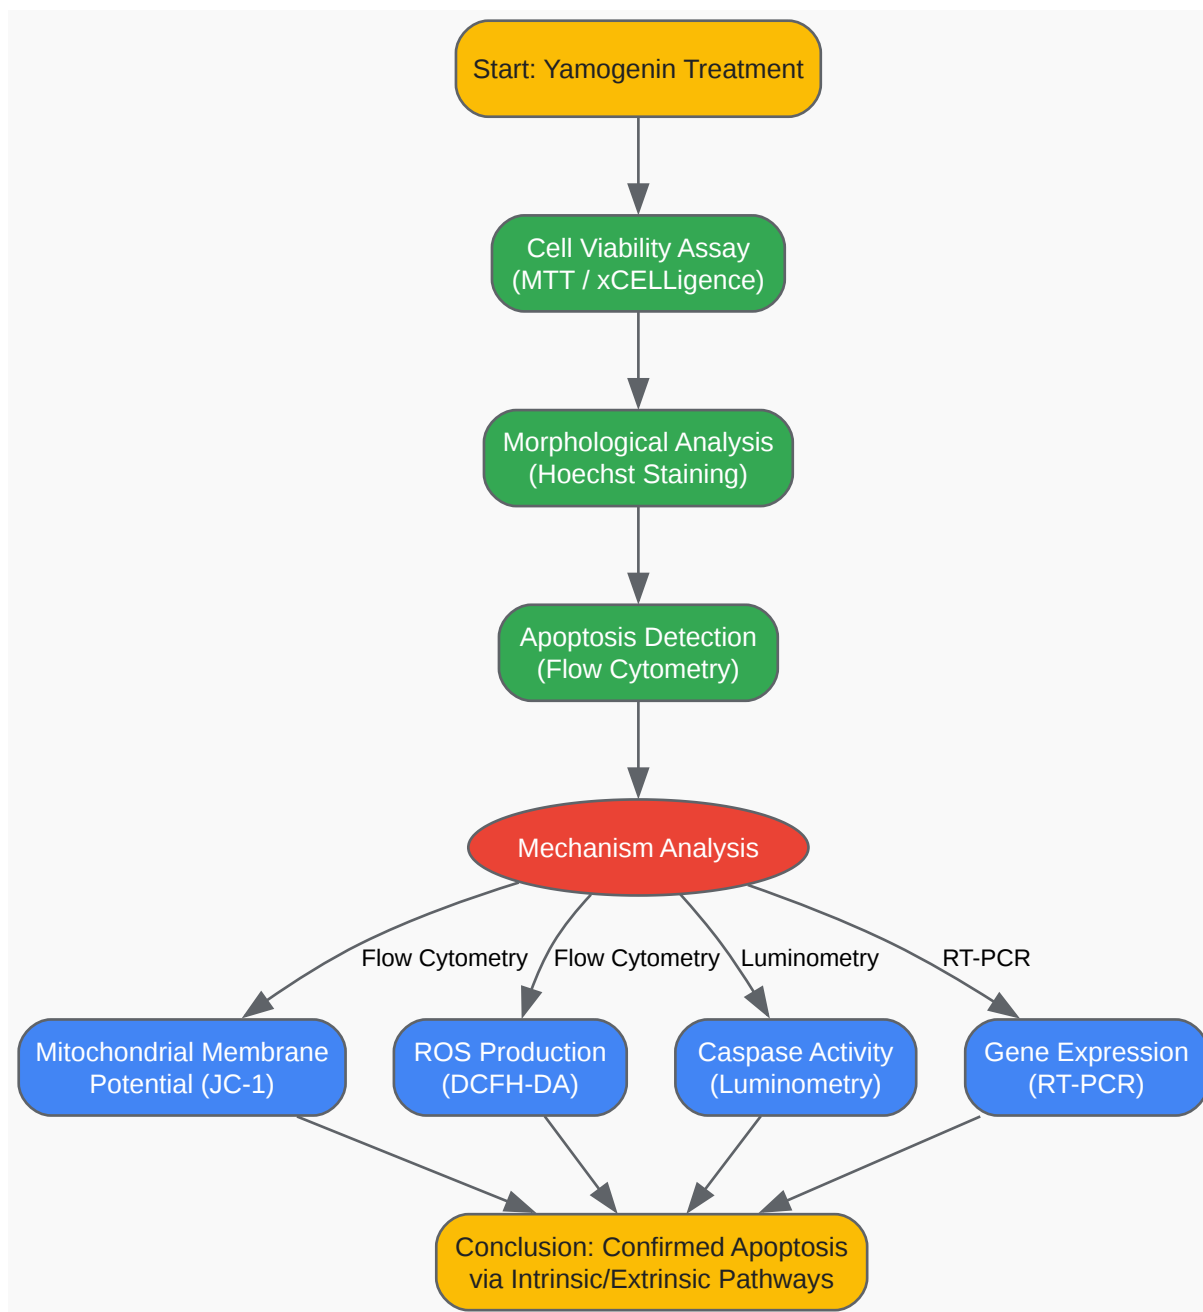 Start: Yamogenin Treatment
Cell Viability Assay
(MTT / xCELLigence)
Morphological Analysis
(Hoechst Staining)
Apoptosis Detection
(Flow Cytometry)
Mechanism Analysis
Flow Cytometry
Flow Cytometry
Luminometry
RT-PCR
Mitochondrial Membrane
Potential (JC-1)
ROS Production
(DCFH-DA)
Caspase Activity
(Luminometry)
Gene Expression
(RT-PCR)
Conclusion: Confirmed Apoptosis
via Intrinsic/Extrinsic Pathways